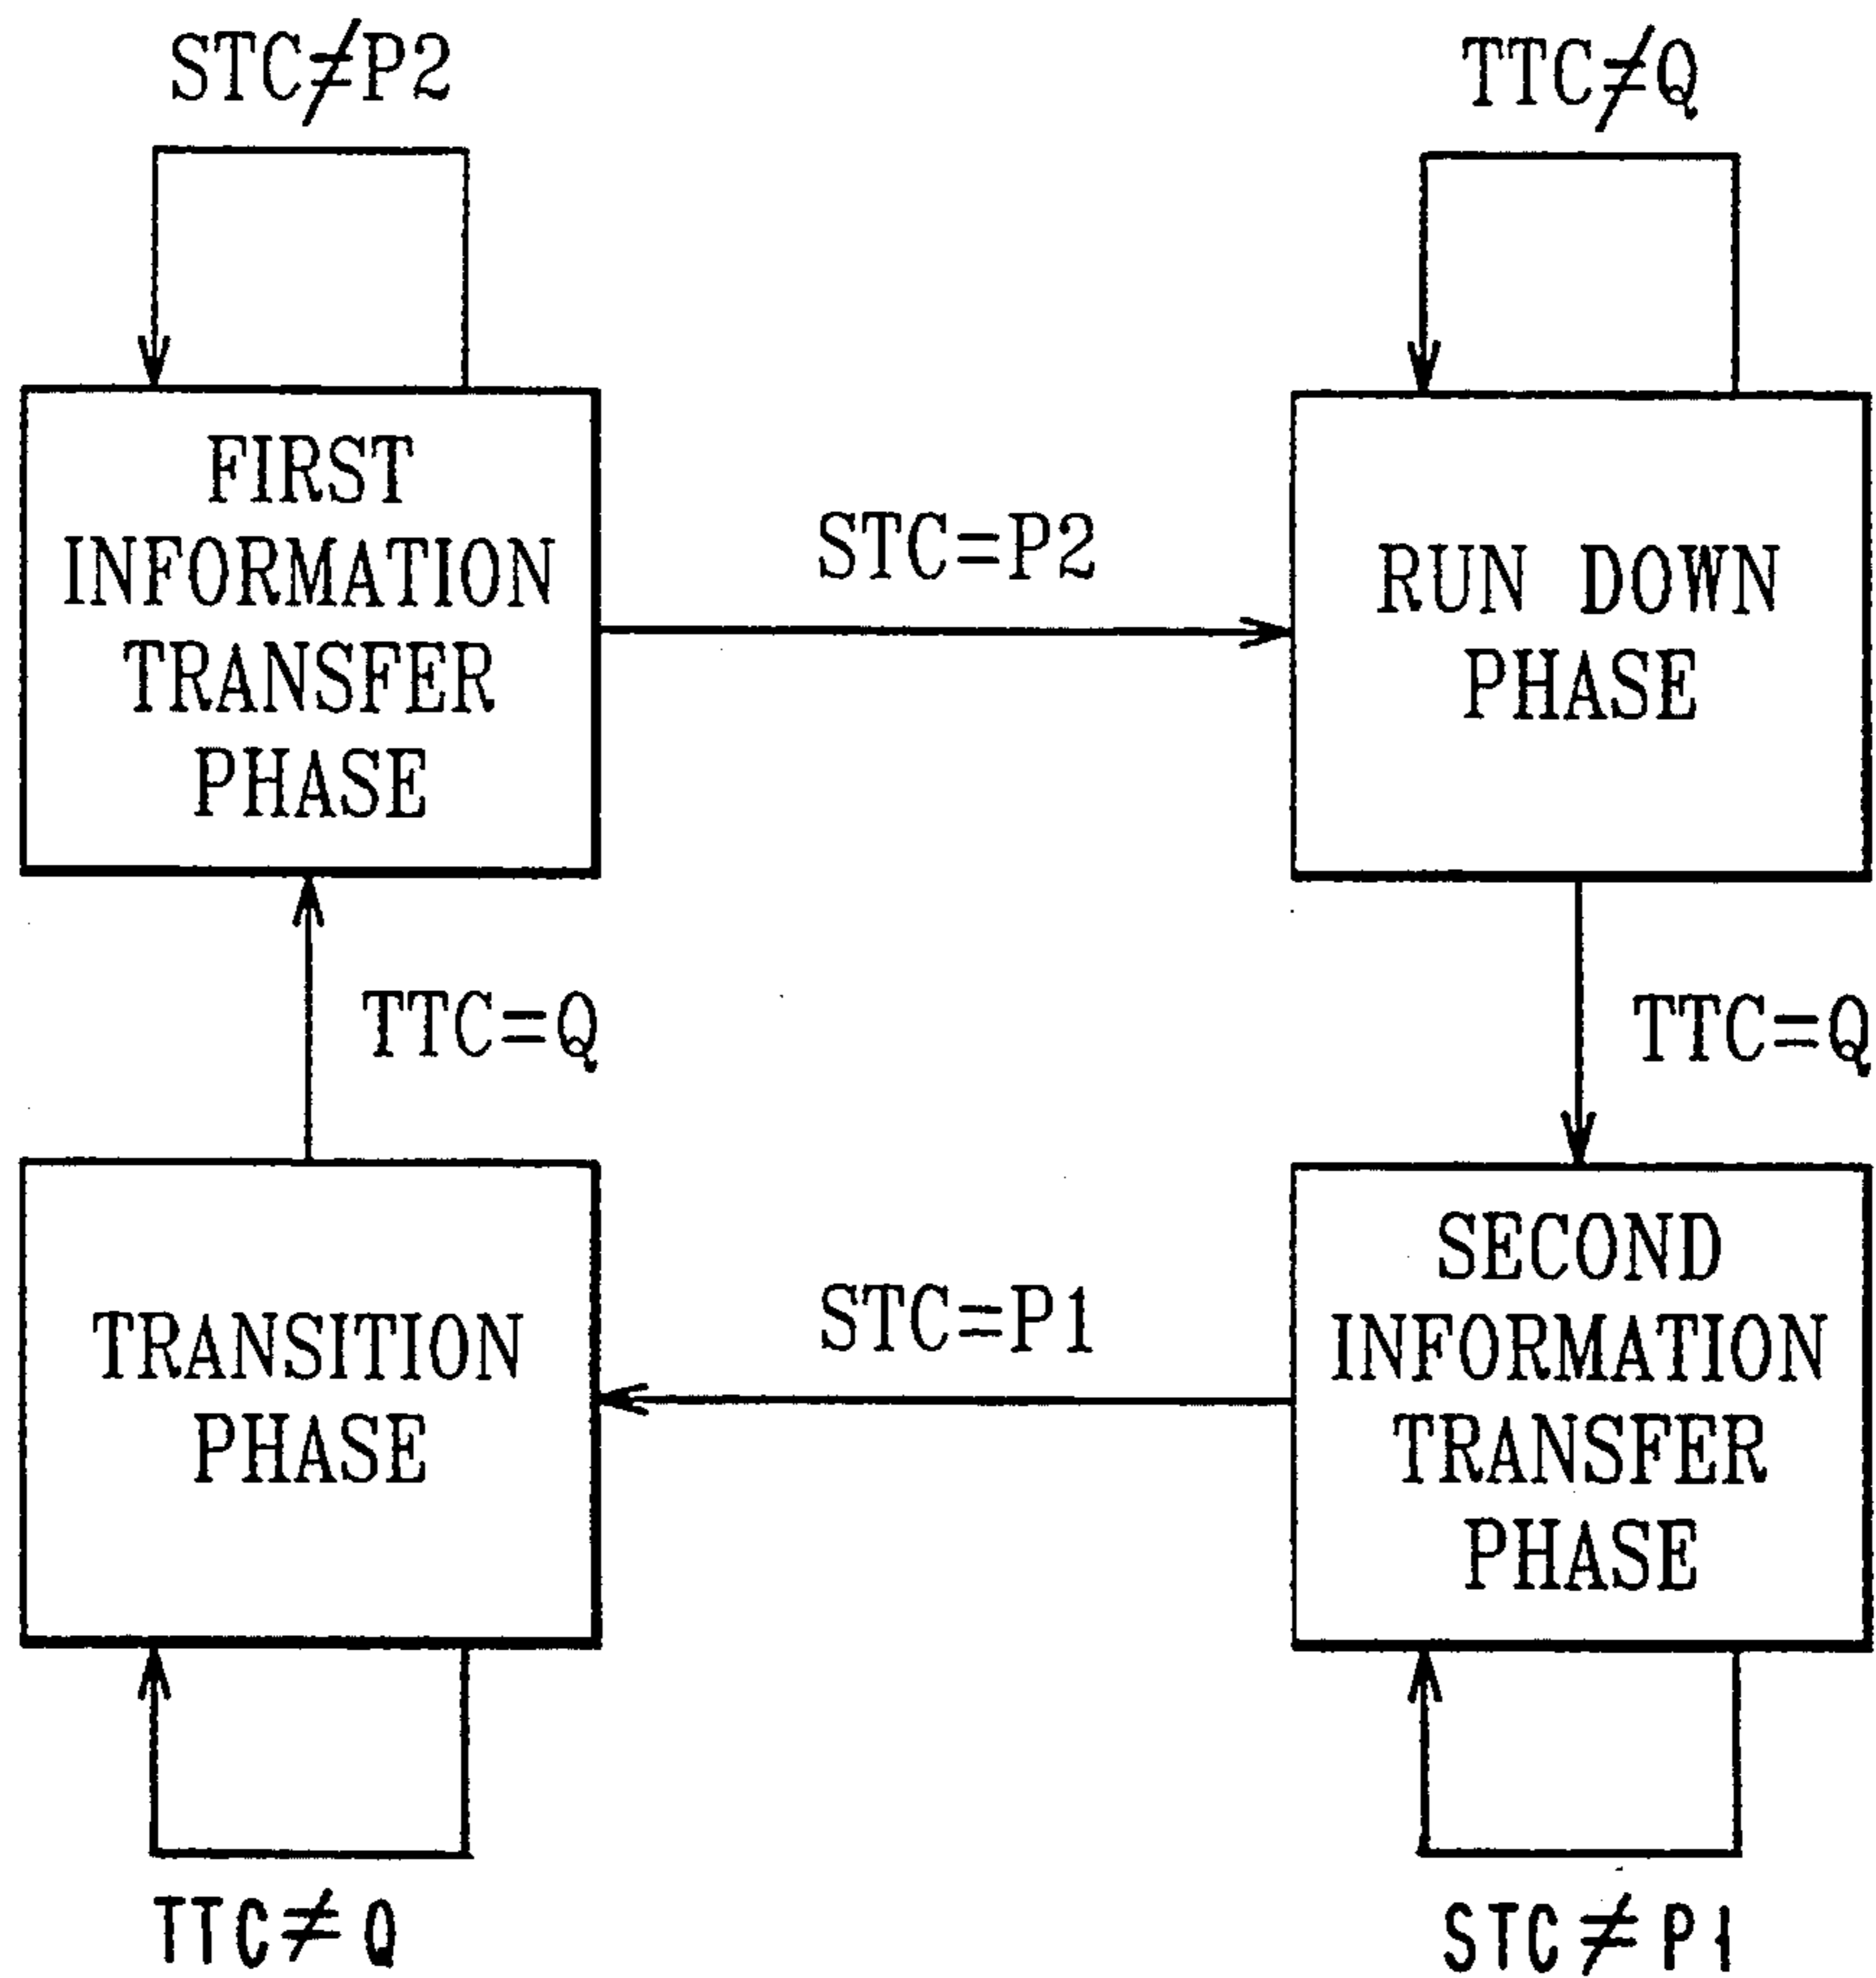 STC≠P2
TTC≠Q
FIRST
INFORMATION
TRANSFER
PHASE
STC=P2
RUN DOWN
PHASE
TTC=Q
TTC=Q
TRANSITION
PHASE
STC=P1
SECOND
INFORMATION
TRANSFER
PHASE
TTC≠Q
STC≠P1